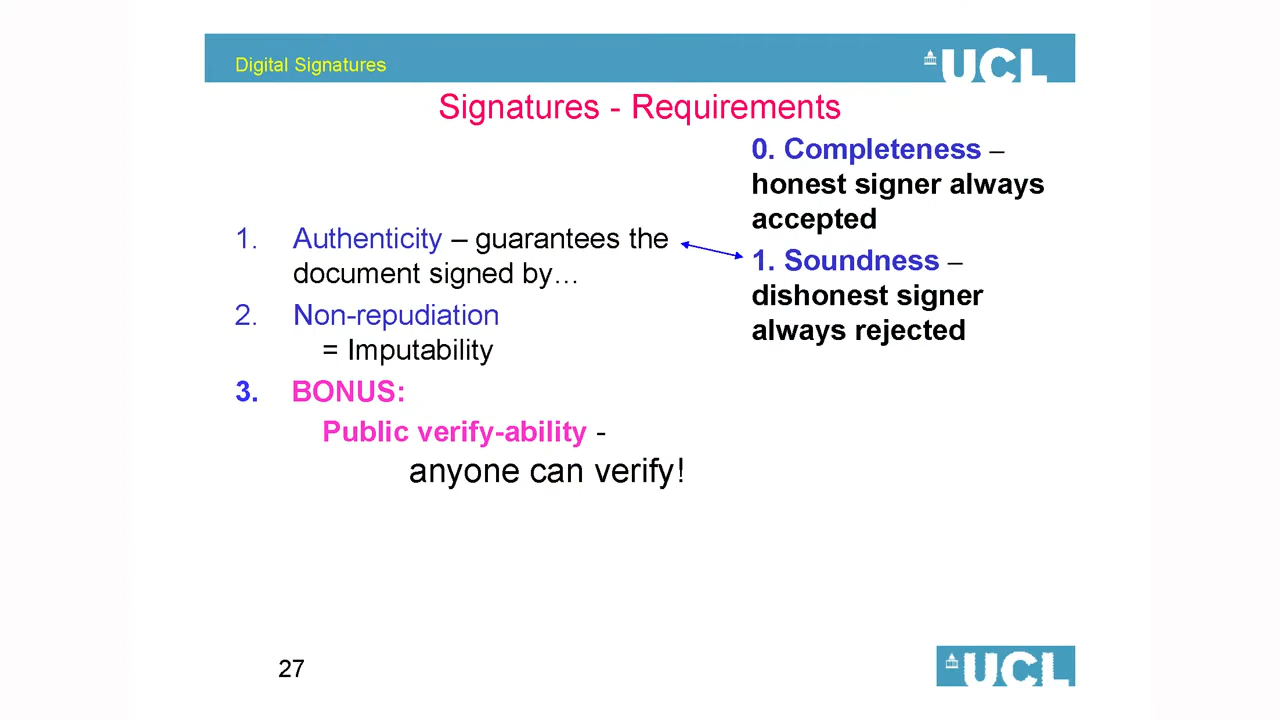 Digital Signatures
UCL
Signatures - Requirements
1. Authenticity – guarantees the
document signed by…
2. Non-repudiation
= Imputability
3. BONUS:
Public verify-ability -
anyone can verify!
0. Completeness –
honest signer always
accepted
1. Soundness –
dishonest signer
always rejected
27
UCL